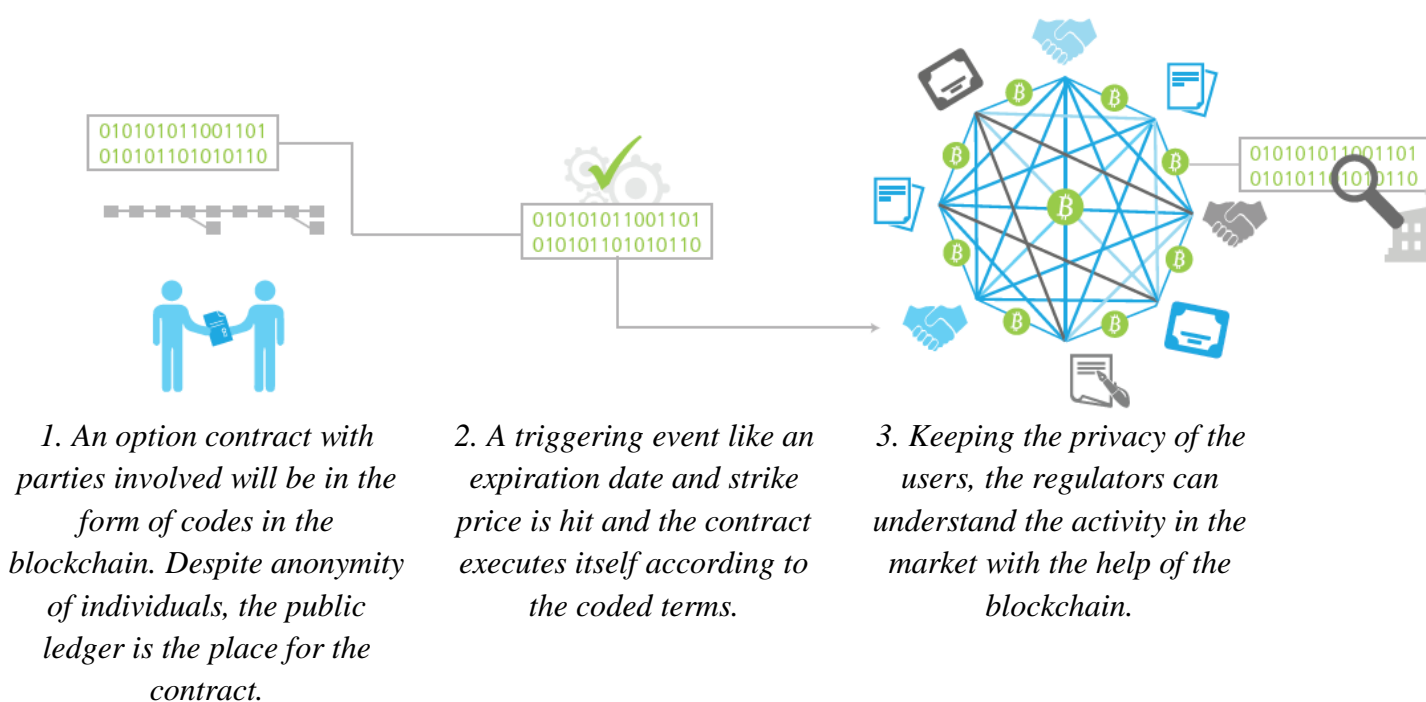 010101011001101
010101101010110
010101011001101
010101101010110
010101011001101
1. An option contract with
parties involved will be in the
form of codes in the
blockchain. Despite anonymity
of individuals, the public
ledger is the place for the
contract.
2. A triggering event like an
expiration date and strike
price is hit and the contract
executes itself according to
the coded terms.
3. Keeping the privacy of the
users, the regulators can
understand the activity in the
market with the help of the
blockchain.